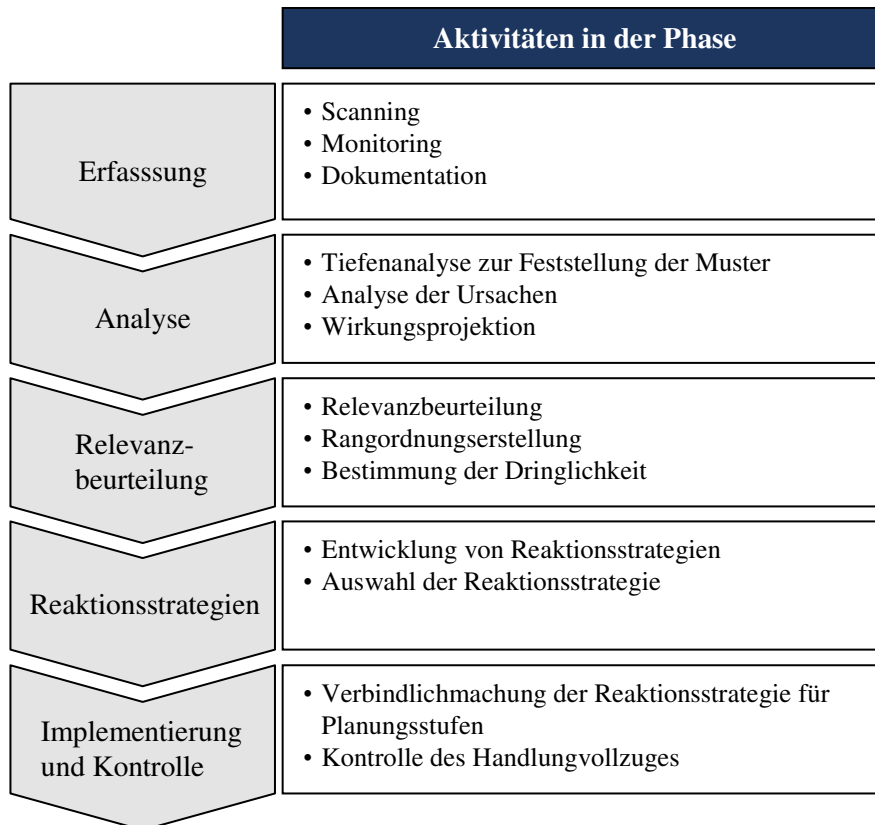 Aktivitäten in der Phase
Erfasssung
• Scanning
• Monitoring
• Dokumentation
Analyse
• Tiefenanalyse zur Feststellung der Muster
• Analyse der Ursachen
• Wirkungsprojektion
Relevanz-
beurteilung
• Relevanzbeurteilung
• Rangordnungserstellung
• Bestimmung der Dringlichkeit
Reaktionsstrategien
• Entwicklung von Reaktionsstrategien
• Auswahl der Reaktionsstrategie
Implementierung
und Kontrolle
• Verbindlichmachung der Reaktionsstrategie für
Planungsstufen
• Kontrolle des Handlungvollzuges